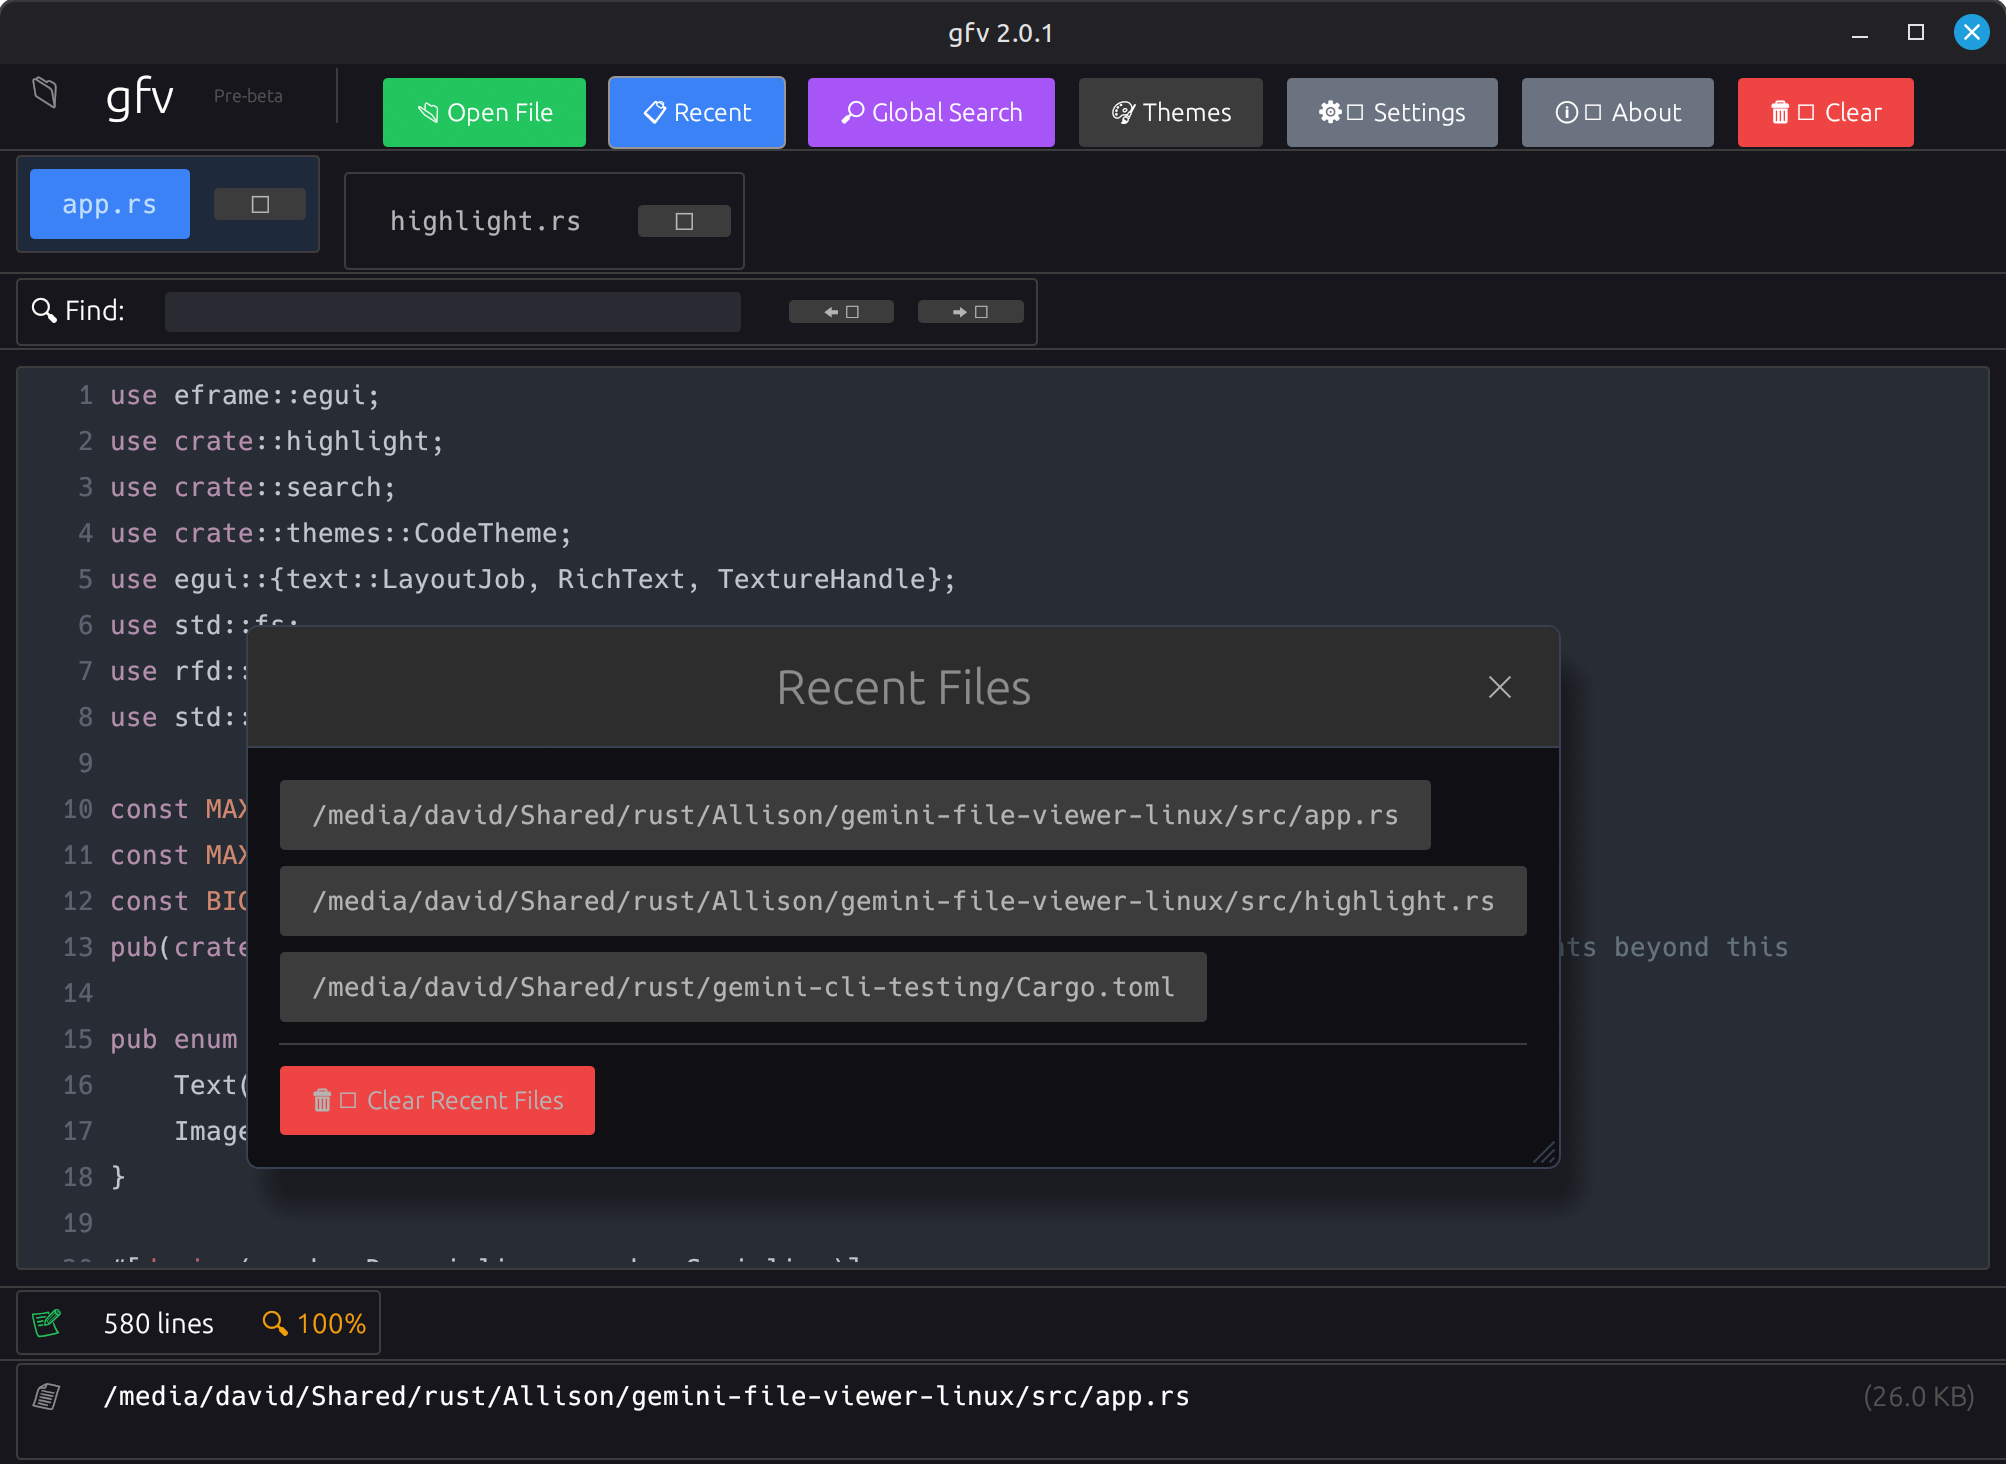 gfv 2.0.1
gfv Pre-beta Open File Recent Global Search Themes Settings About Clear
app.rs highlight.rs
Find:
1 use eframe::egui;
2 use crate::highlight;
3 use crate::search;
4 use crate::themes::CodeTheme;
5 use egui::{text::LayoutJob, RichText, TextureHandle};
6 use std::fs;
7 use rfd::
8 use std::
9
10 const MAX
11 const MAX
12 const BIG
13 pub(crate beyond this
14
15 pub enum
16 Text(
17 Image
18 }
19
Recent Files
/media/david/Shared/rust/Allison/gemini-file-viewer-linux/src/app.rs
/media/david/Shared/rust/Allison/gemini-file-viewer-linux/src/highlight.rs
/media/david/Shared/rust/gemini-cli-testing/Cargo.toml
Clear Recent Files
580 lines 100%
/media/david/Shared/rust/Allison/gemini-file-viewer-linux/src/app.rs (26.0 KB)